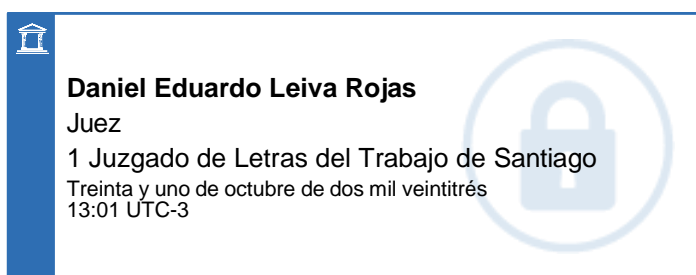 Daniel Eduardo Leiva Rojas
Juez
1 Juzgado de Letras del Trabajo de Santiago
Treinta y uno de octubre de dos mil veintitrés
13:01 UTC-3